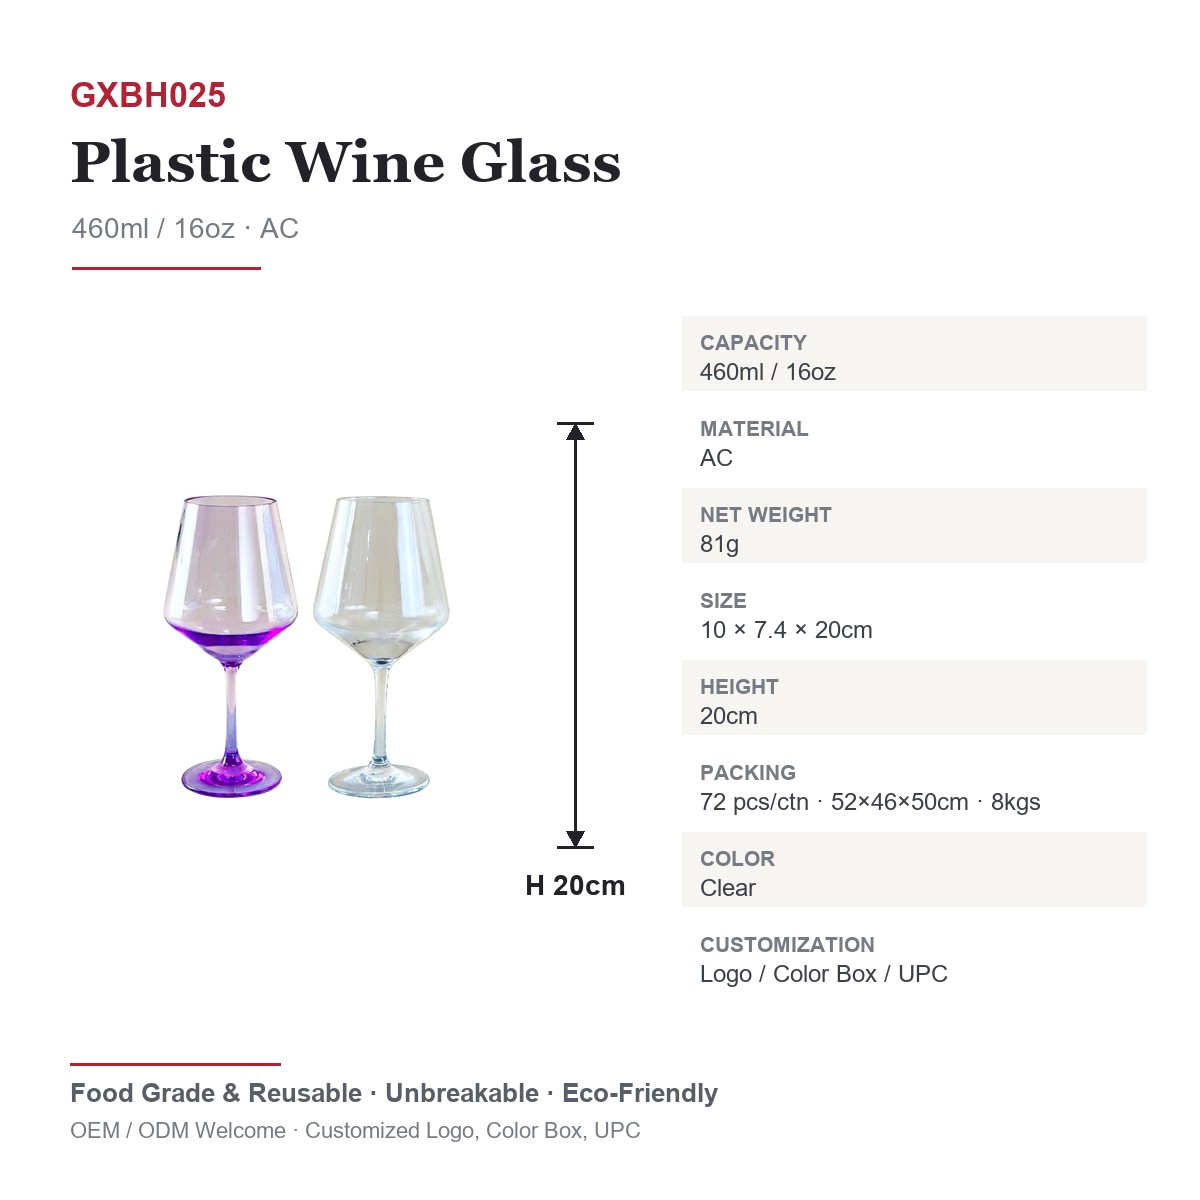 GXBH025
Plastic Wine Glass
460ml / 16oz · AC
CAPACITY
460ml / 16oz
MATERIAL
AC
NET WEIGHT
81g
SIZE
10 × 7.4 × 20cm
HEIGHT
20cm
PACKING
72 pcs/ctn · 52×46×50cm · 8kgs
COLOR
Clear
CUSTOMIZATION
Logo / Color Box / UPC
H 20cm
Food Grade & Reusable · Unbreakable · Eco-Friendly
OEM / ODM Welcome · Customized Logo, Color Box, UPC